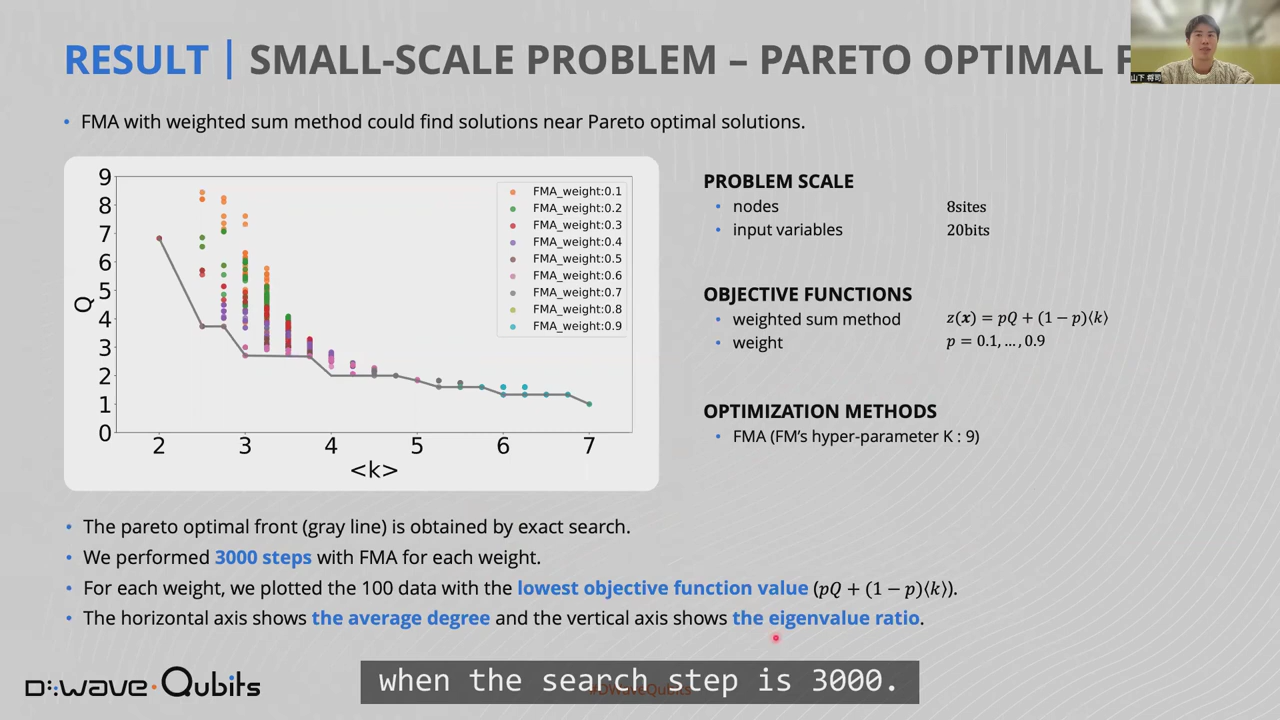 RESULT | SMALL-SCALE PROBLEM – PARETO OPTIMAL F
山下 将司
• FMA with weighted sum method could find solutions near Pareto optimal solutions.
9
8
7
6
5
4
3
2
1
0
Q
2 3 4 5 6 7
<k>
FMA_weight:0.1
FMA_weight:0.2
FMA_weight:0.3
FMA_weight:0.4
FMA_weight:0.5
FMA_weight:0.6
FMA_weight:0.7
FMA_weight:0.8
FMA_weight:0.9
PROBLEM SCALE
• nodes 8sites
• input variables 20bits
OBJECTIVE FUNCTIONS
• weighted sum method z(x) = pQ + (1 − p)⟨k⟩
• weight p = 0.1, … , 0.9
OPTIMIZATION METHODS
• FMA (FM's hyper-parameter K : 9)
• The pareto optimal front (gray line) is obtained by exact search.
• We performed 3000 steps with FMA for each weight.
• For each weight, we plotted the 100 data with the lowest objective function value (pQ + (1 − p)⟨k⟩).
• The horizontal axis shows the average degree and the vertical axis shows the eigenvalue ratio.
D:wave Qubits
#DWaveQubits
when the search step is 3000.